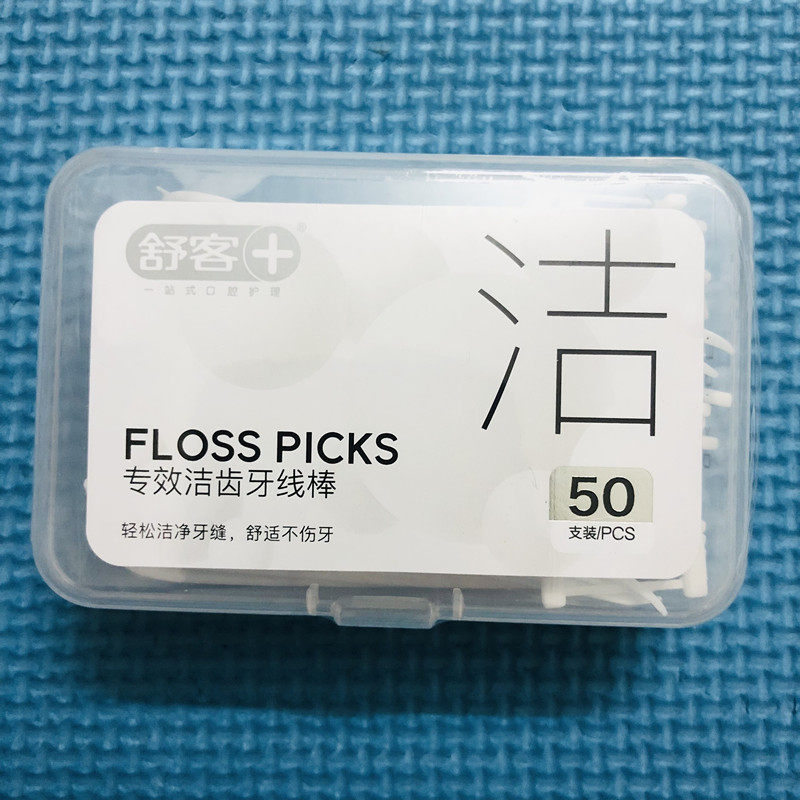 舒客+®
一站式口腔护理
洁
FLOSS PICKS
专效洁齿牙线棒
轻松洁净牙缝，舒适不伤牙
50
支装/PCS